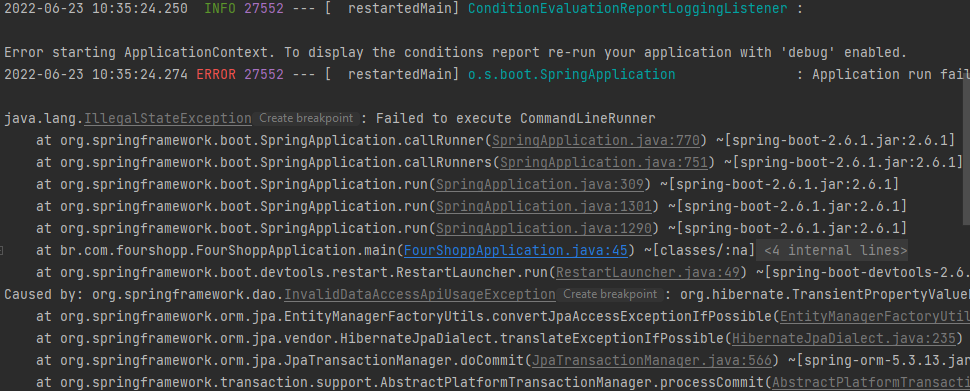 2022-06-23 10:35:24.250  INFO 27552 --- [  restartedMain] ConditionEvaluationReportLoggingListener :
Error starting ApplicationContext. To display the conditions report re-run your application with 'debug' enabled.
2022-06-23 10:35:24.274 ERROR 27552 --- [  restartedMain] o.s.boot.SpringApplication               : Application run fail
java.lang.IllegalStateException Create breakpoint : Failed to execute CommandLineRunner
    at org.springframework.boot.SpringApplication.callRunner(SpringApplication.java:770) ~[spring-boot-2.6.1.jar:2.6.1]
    at org.springframework.boot.SpringApplication.callRunners(SpringApplication.java:751) ~[spring-boot-2.6.1.jar:2.6.1]
    at org.springframework.boot.SpringApplication.run(SpringApplication.java:309) ~[spring-boot-2.6.1.jar:2.6.1]
    at org.springframework.boot.SpringApplication.run(SpringApplication.java:1301) ~[spring-boot-2.6.1.jar:2.6.1]
    at org.springframework.boot.SpringApplication.run(SpringApplication.java:1290) ~[spring-boot-2.6.1.jar:2.6.1]
    at br.com.fourshopp.FourShoppApplication.main(FourShoppApplication.java:45) ~[classes/:na] <4 internal lines>
    at org.springframework.boot.devtools.restart.RestartLauncher.run(RestartLauncher.java:49) ~[spring-boot-devtools-2.6.
Caused by: org.springframework.dao.InvalidDataAccessApiUsageException Create breakpoint : org.hibernate.TransientPropertyValueE
    at org.springframework.orm.jpa.EntityManagerFactoryUtils.convertJpaAccessExceptionIfPossible(EntityManagerFactoryUtil
    at org.springframework.orm.jpa.vendor.HibernateJpaDialect.translateExceptionIfPossible(HibernateJpaDialect.java:235)
    at org.springframework.orm.jpa.JpaTransactionManager.doCommit(JpaTransactionManager.java:566) ~[spring-orm-5.3.13.jar
    at org.springframework.transaction.support.AbstractPlatformTransactionManager.processCommit(AbstractPlatformTransacti